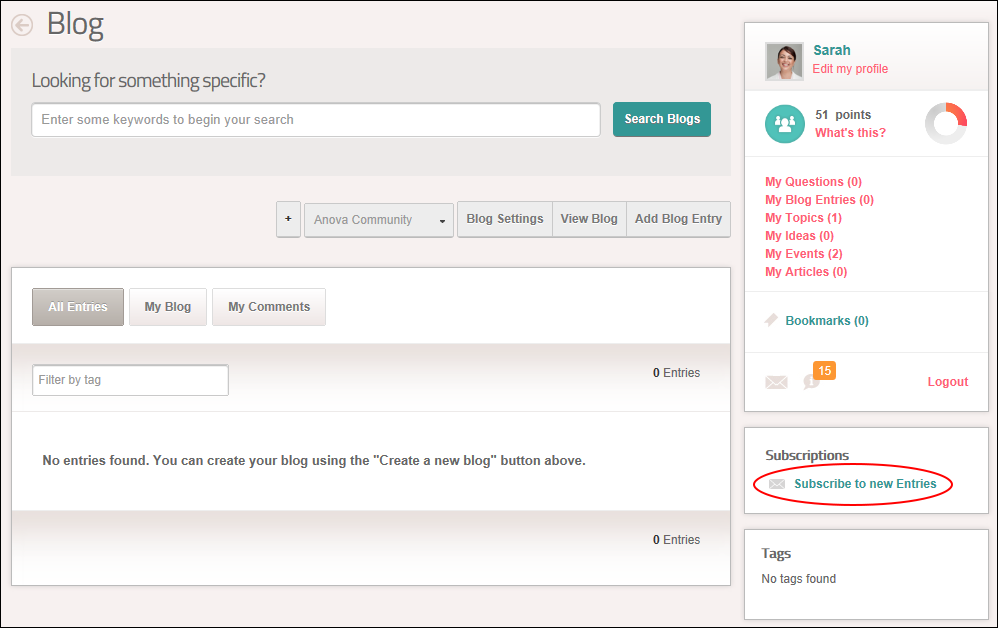 Blog
Looking for something specific?
Enter some keywords to begin your search
Search Blogs
+
Anova Community
Blog Settings
View Blog
Add Blog Entry
All Entries
My Blog
My Comments
Filter by tag
0 Entries
No entries found. You can create your blog using the "Create a new blog" button above.
0 Entries
Sarah
Edit my profile
51 points
What's this?
My Questions (0)
My Blog Entries (0)
My Topics (1)
My Ideas (0)
My Events (2)
My Articles (0)
Bookmarks (0)
15
Logout
Subscriptions
Subscribe to new Entries
Tags
No tags found